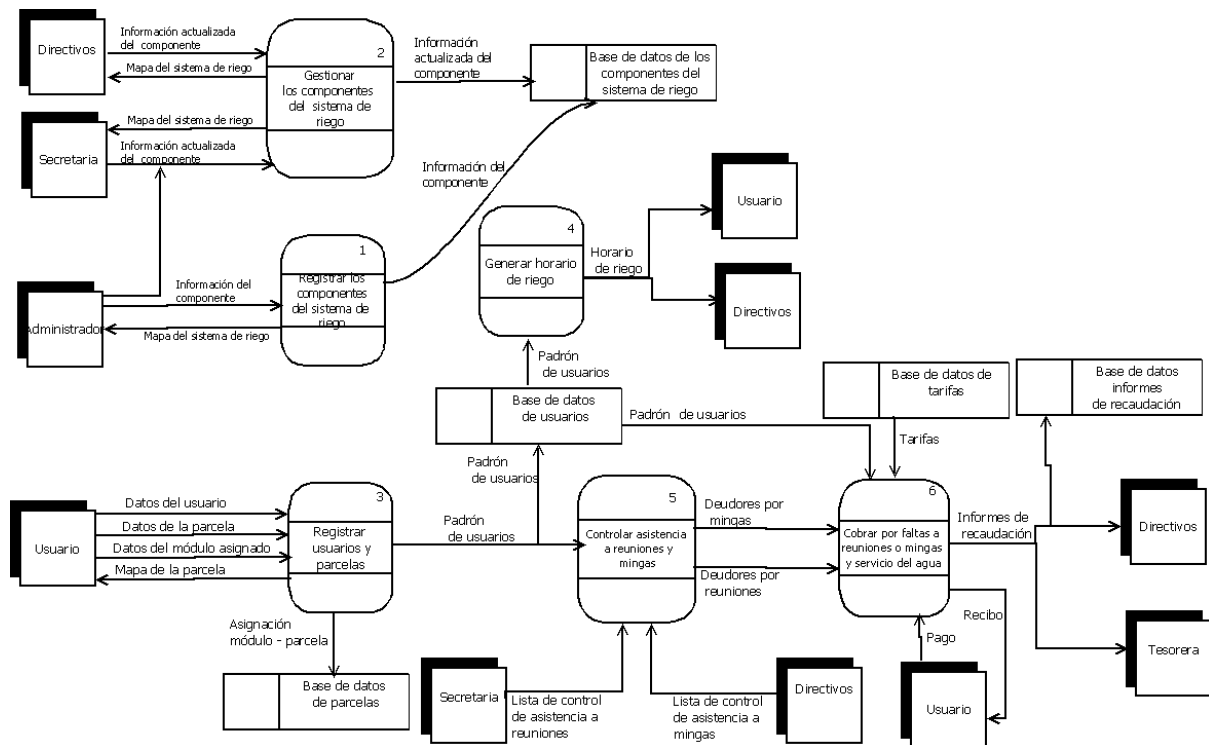 Directivos
Información actualizada
del componente
Mapa del sistema de riego
2
Gestionar
los componentes
del sistema de
riego
Información
actualizada del
componente
Base de datos de los
componentes del
sistema de riego
Secretaria
Mapa del sistema de riego
Información actualizada
del componente
Información del
componente
Usuario
Directivos
4
Generar horario
de riego
Horario
de riego
1
Registrar los
componentes
del sistema de
riego
Administrador
Información del
componente
Mapa del sistema de riego
Padrón
de usuarios
Base de datos
de usuarios
Padrón de usuarios
Base de datos de
tarifas
Tarifas
Base de datos
informes
de recaudación
Padrón
de usuarios
Usuario
Datos del usuario
Datos de la parcela
Datos del módulo asignado
Mapa de la parcela
3
Registrar
usuarios y
parcelas
Padrón
de usuarios
5
Controlar asistencia
a reuniones y
mingas
Deudores por
mingas
Deudores por
reuniones
6
Cobrar por faltas a
reuniones o mingas
y servicio del agua
Informes de
recaudación
Directivos
Asignación
módulo - parcela
Base de datos
de parcelas
Secretaria
Lista de control
de asistencia a
reuniones
Directivos
Lista de control
de asistencia a
mingas
Pago
Recibo
Usuario
Tesorera